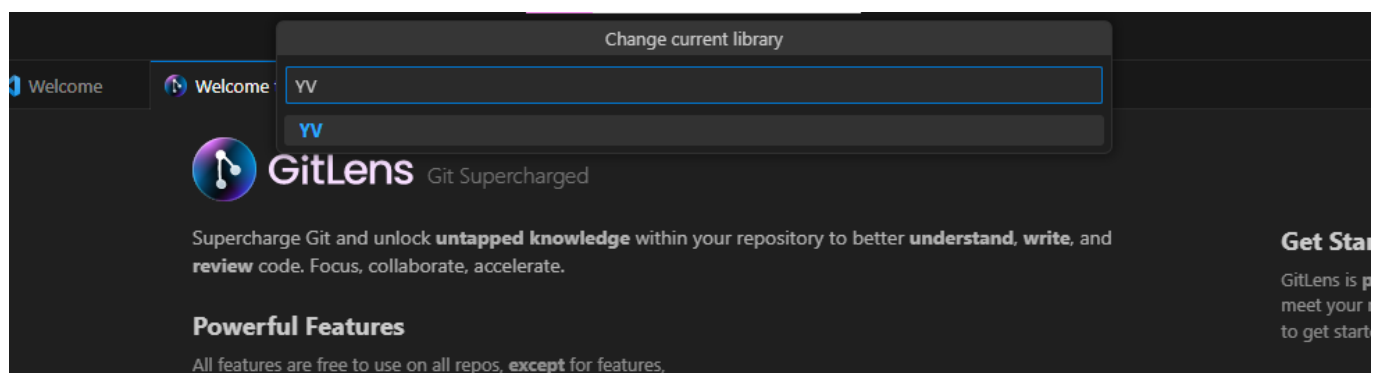 Change current library
Welcome
Welcome
YV
YV
GitLens Git Supercharged
Supercharge Git and unlock untapped knowledge within your repository to better understand, write, and
review code. Focus, collaborate, accelerate.
Get Star
GitLens is p
meet your r
to get starte
Powerful Features
All features are free to use on all repos, except for features,